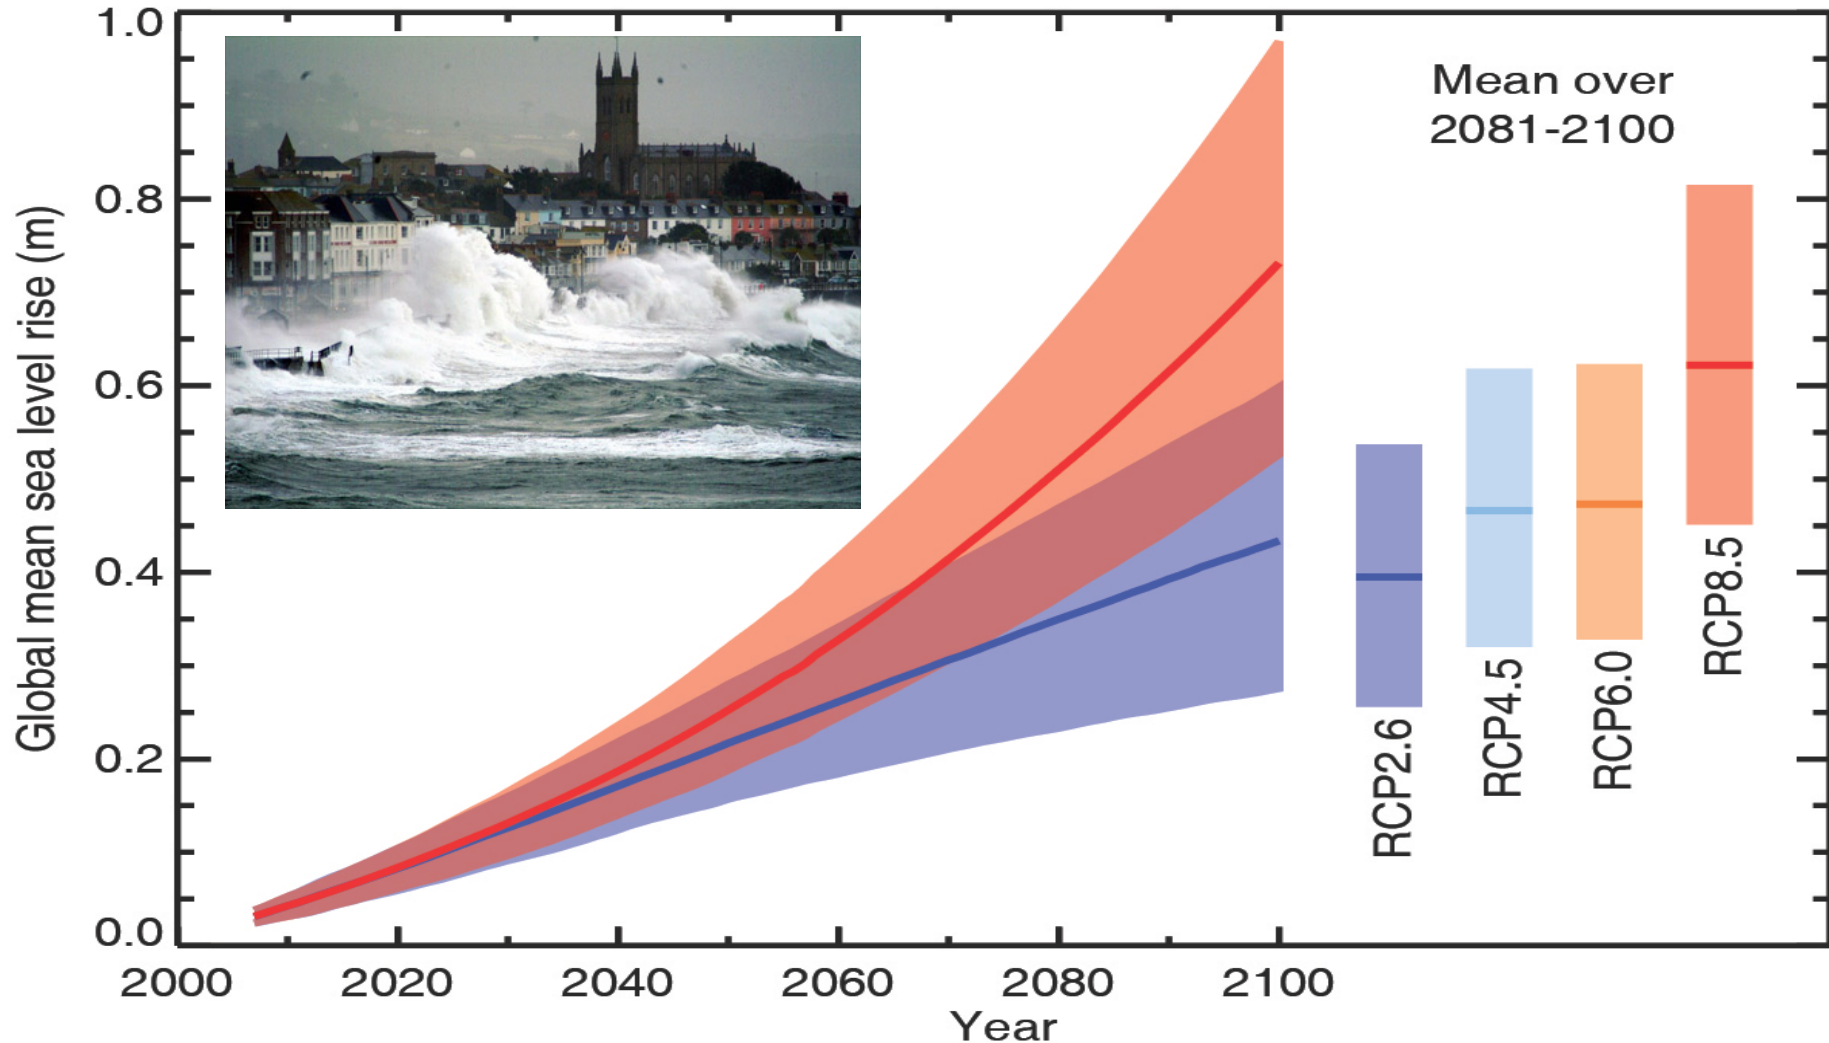 Global mean sea level rise (m)
1.0
0.8
0.6
0.4
0.2
0.0
2000 2020 2040 2060 2080 2100
Year
Mean over
2081-2100
RCP2.6
RCP4.5
RCP6.0
RCP8.5